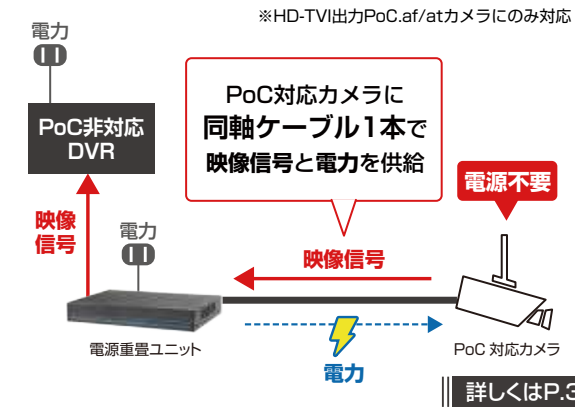 ※HD-TVI出力PoC.af/atカメラにのみ対応
電力
PoC非対応
DVR
PoC対応カメラに
同軸ケーブル1本で
映像信号と電力を供給
電源不要
映像
信号
電力
映像信号
電源重畳ユニット
電力
PoC 対応カメラ
詳しくはP.3